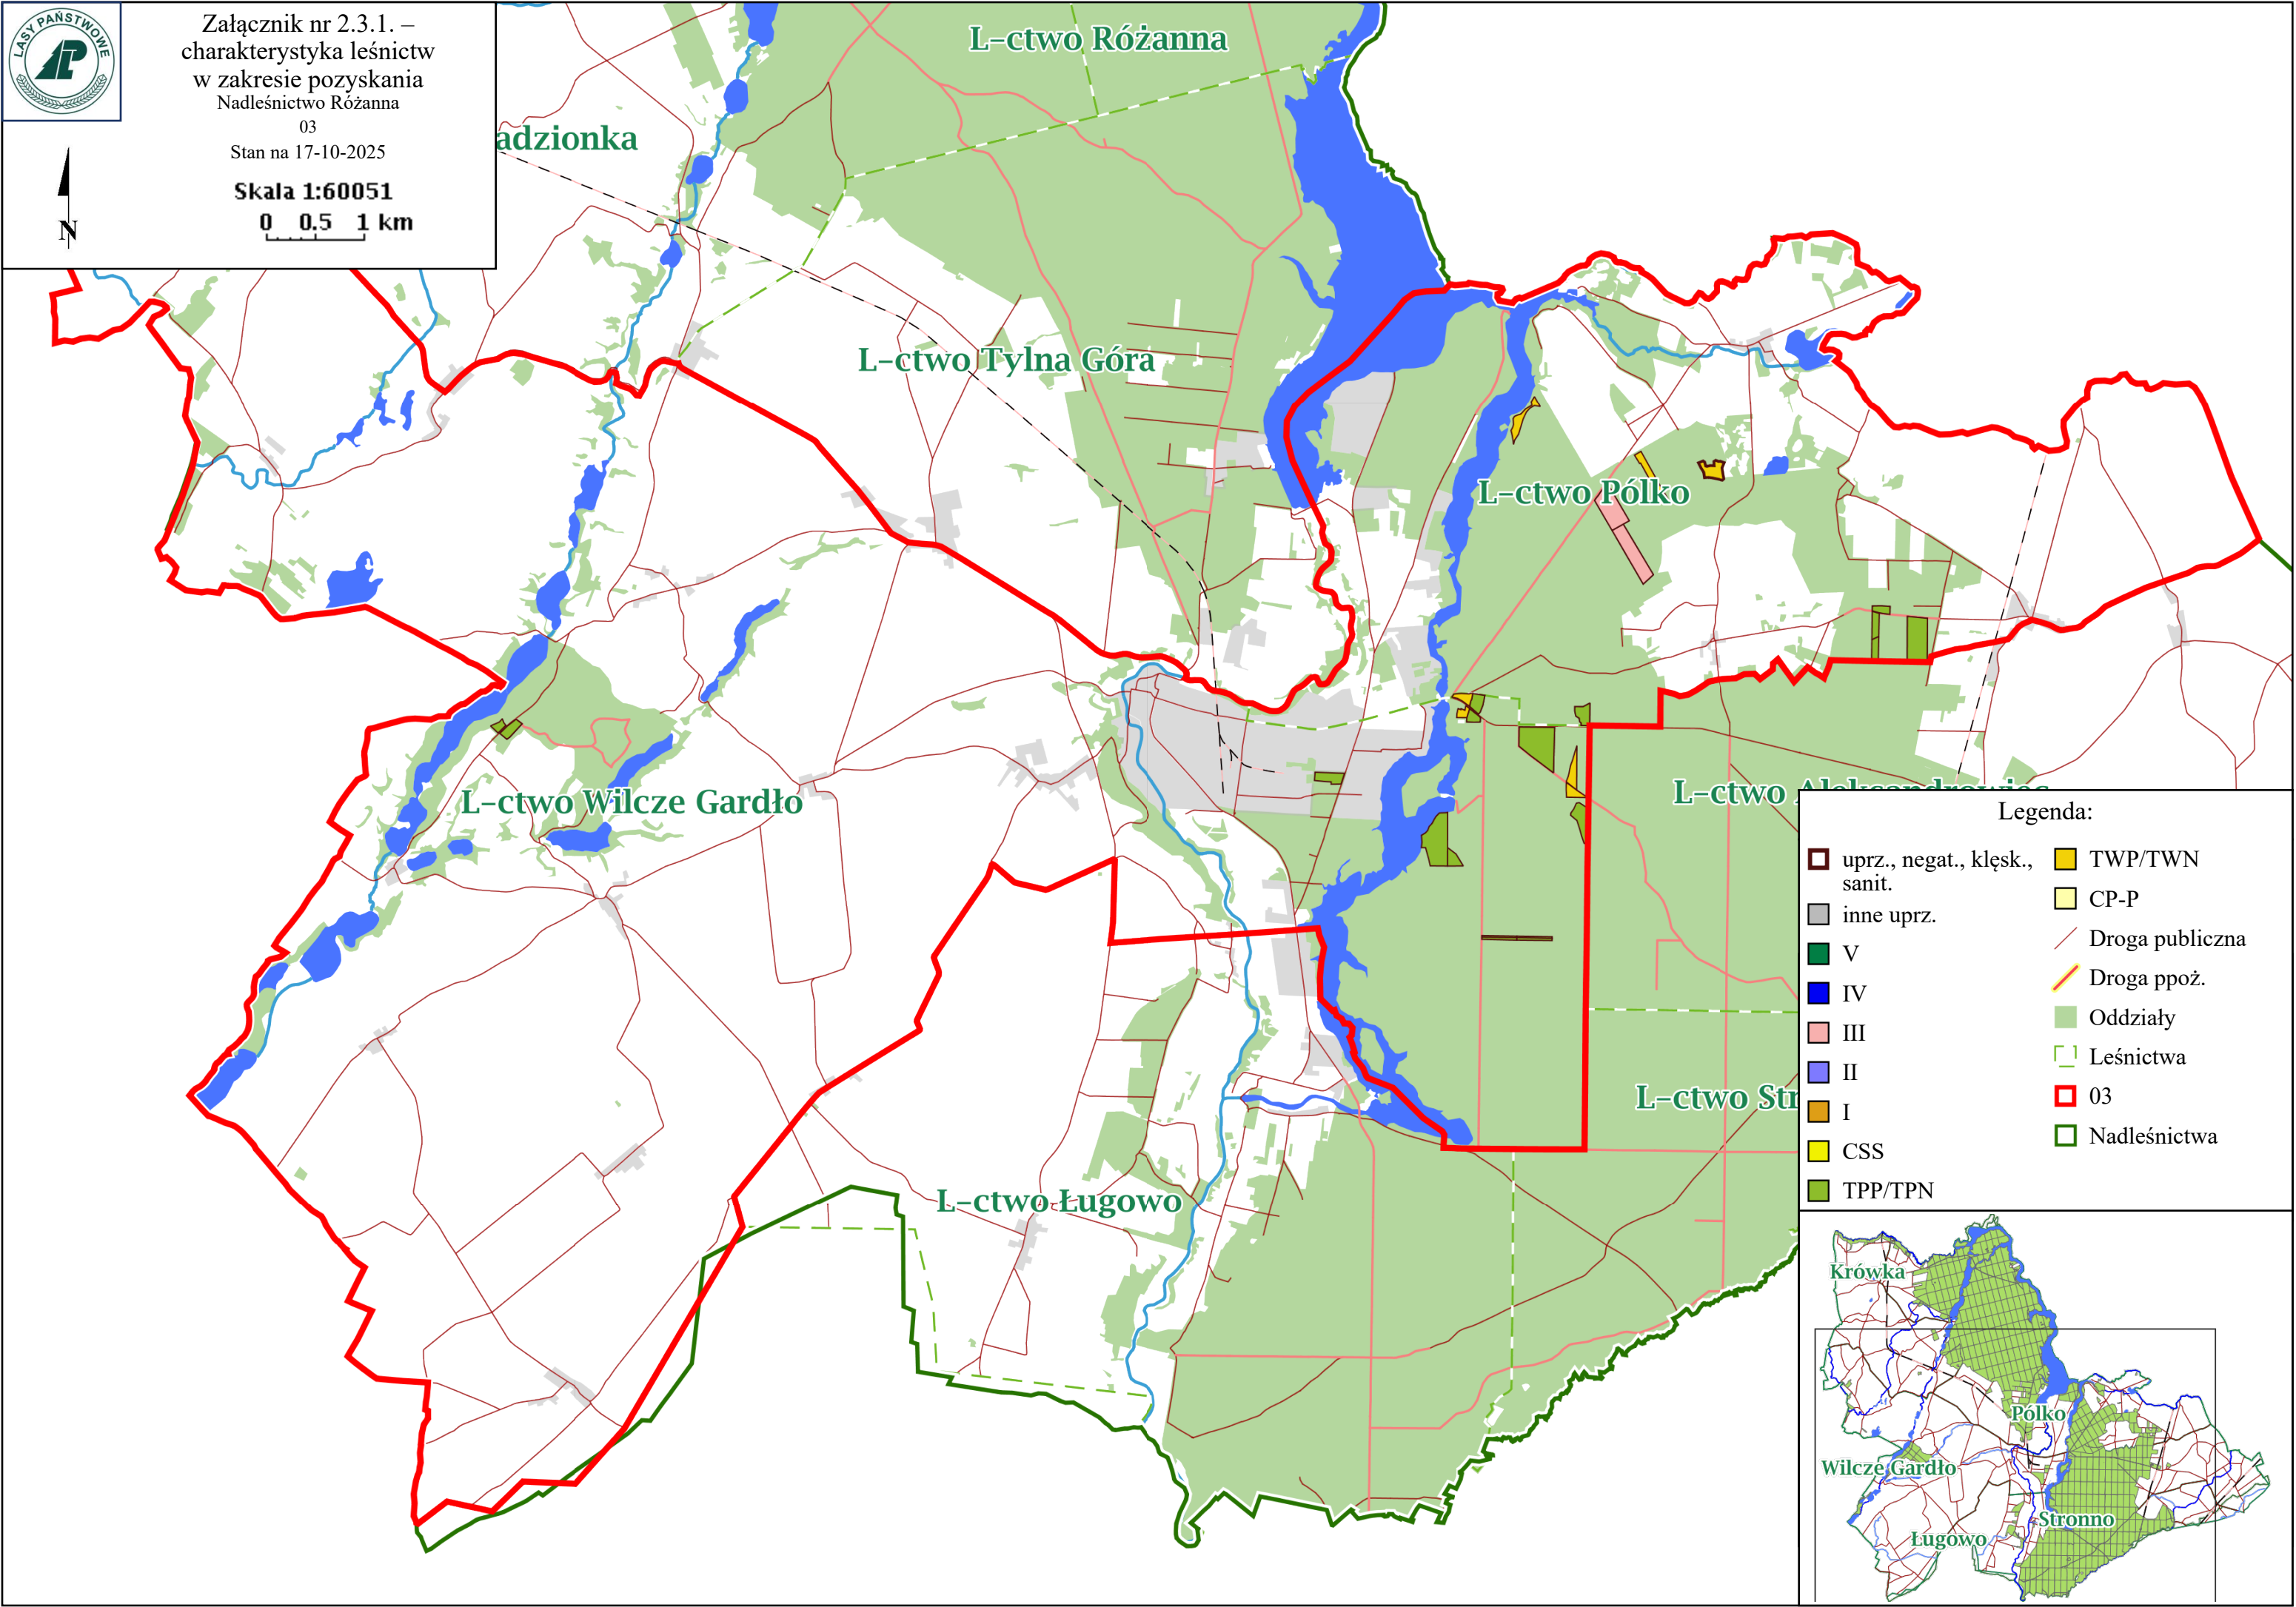 LASY PAŃSTWOWE
Załącznik nr 2.3.1. –
charakterystyka leśnictw
w zakresie pozyskania
Nadleśnictwo Różanna
03
Stan na 17-10-2025
Skala 1:60051
0 0.5 1 km
N
L-ctwo Różanna
adzionka
L-ctwo Tylna Góra
L-ctwo Pólko
L-ctwo Wilcze Gardło
L-ctwo Aleksandrowiec
L-ctwo Str
L-ctwo Ługowo
Legenda:
uprz., negat., klęsk.,
sanit.
inne uprz.
V
IV
III
II
I
CSS
TPP/TPN
TWP/TWN
CP-P
Droga publiczna
Droga ppoż.
Oddziały
Leśnictwa
03
Nadleśnictwa
Krówka
Pólko
Wilcze Gardło
Stronno
Ługowo